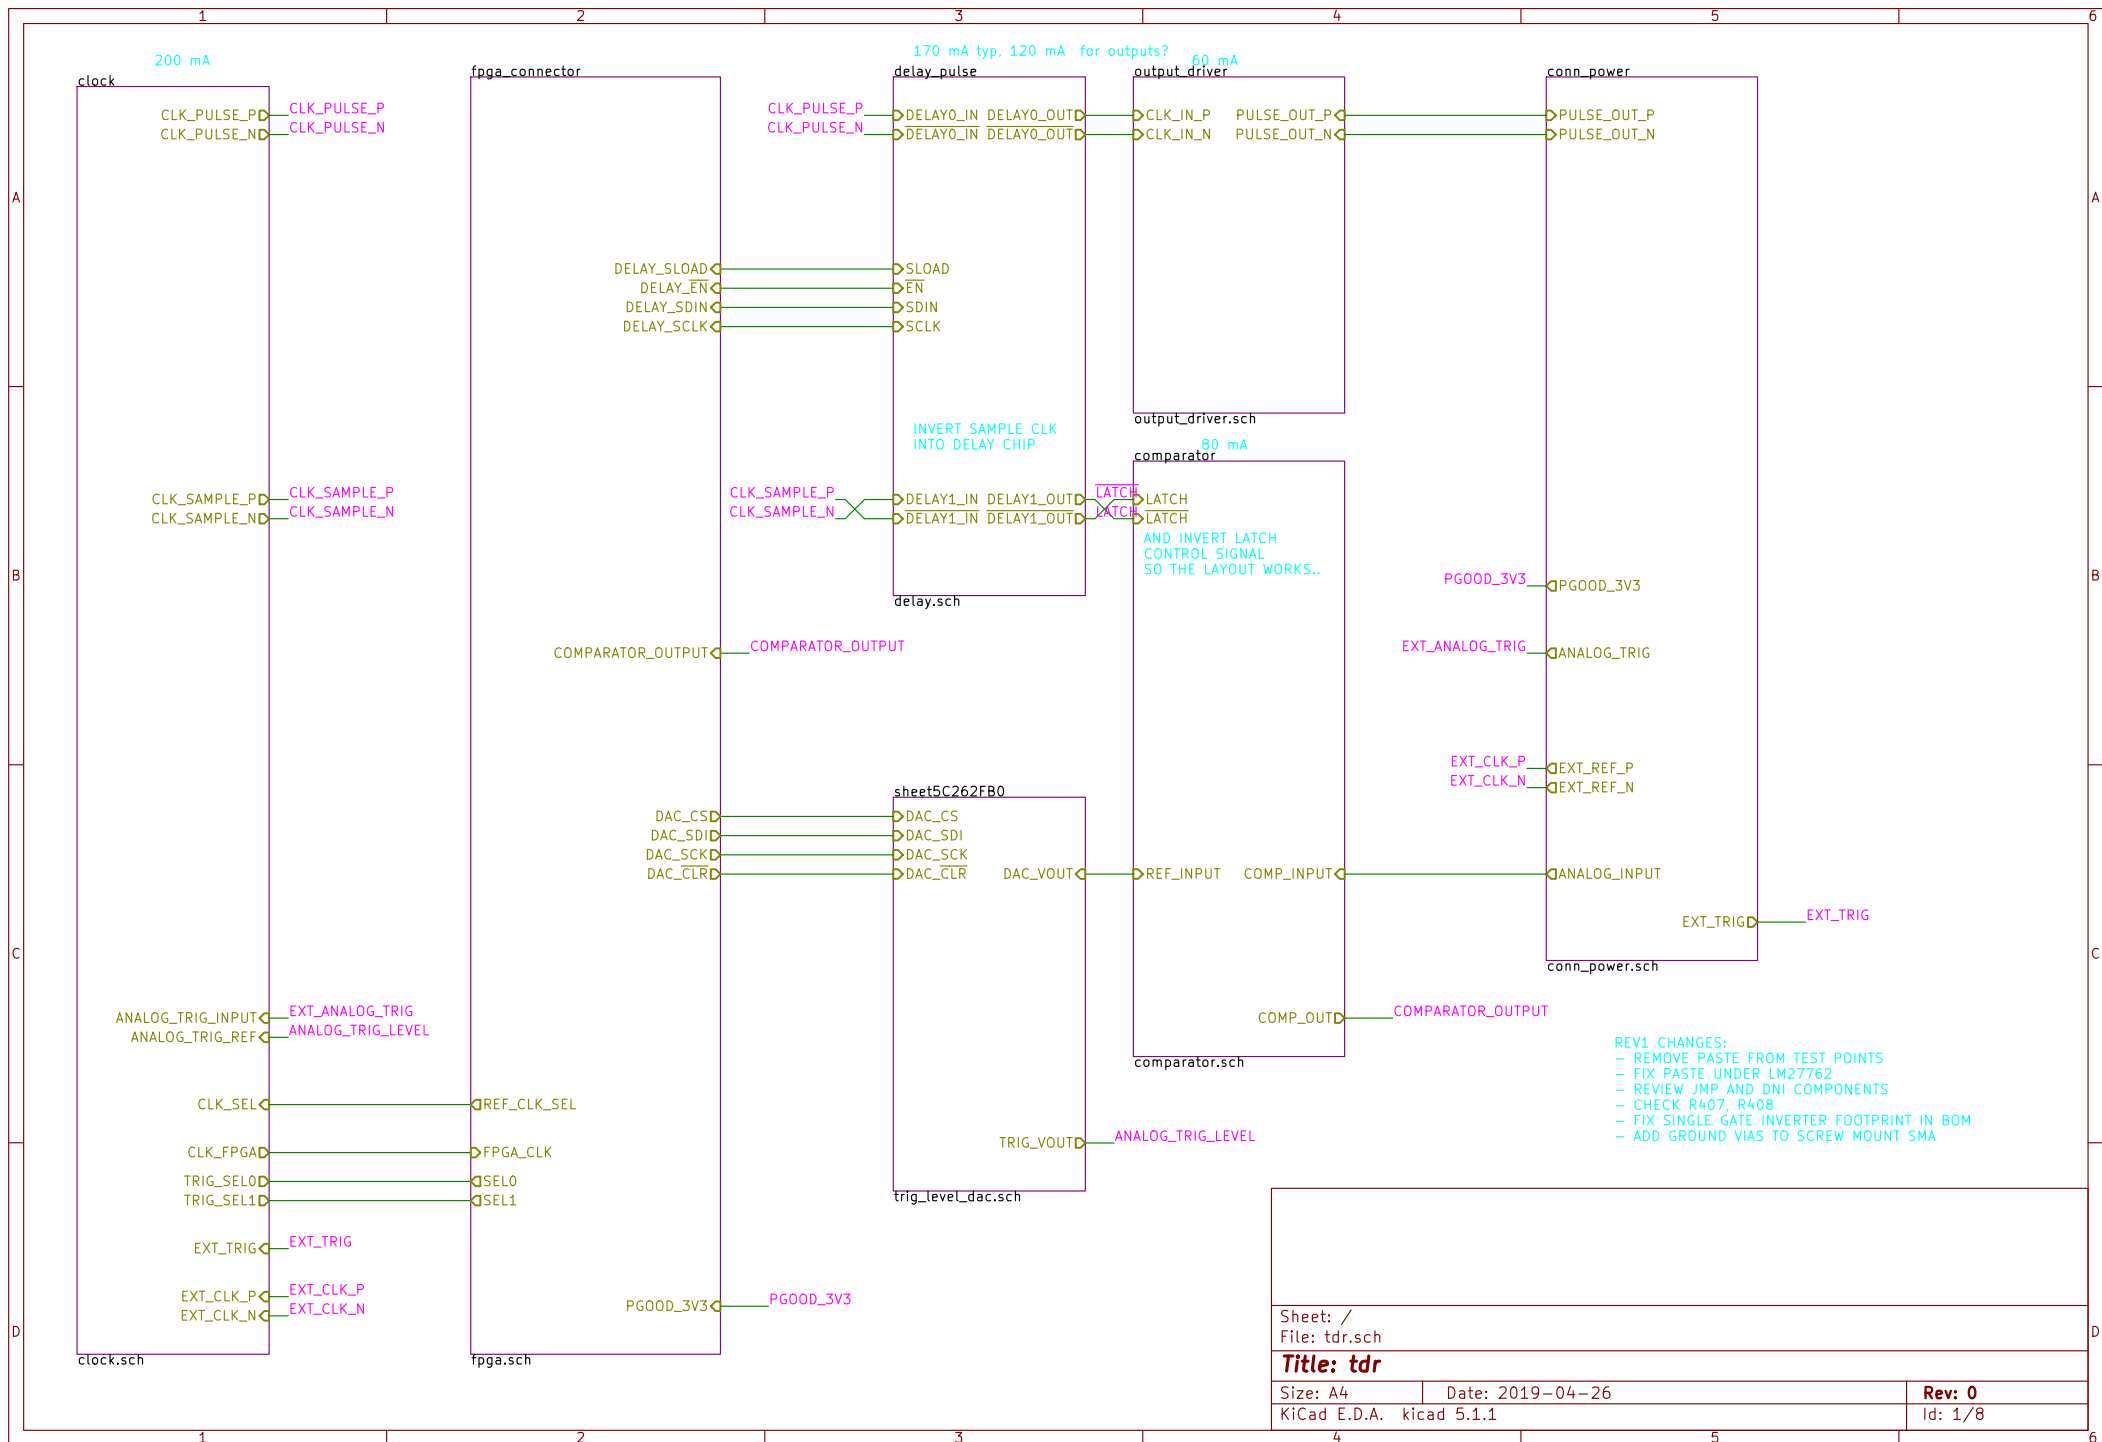 1 2 3 4 5 6
A
B
C
D
200 mA
clock
CLK_PULSE_P
CLK_PULSE_N
CLK_PULSE_P
CLK_PULSE_N
CLK_SAMPLE_P
CLK_SAMPLE_N
CLK_SAMPLE_P
CLK_SAMPLE_N
ANALOG_TRIG_INPUT
ANALOG_TRIG_REF
EXT_ANALOG_TRIG
ANALOG_TRIG_LEVEL
CLK_SEL
CLK_FPGA
TRIG_SEL0
TRIG_SEL1
EXT_TRIG
EXT_TRIG
EXT_CLK_P
EXT_CLK_N
EXT_CLK_P
EXT_CLK_N
clock.sch
fpga_connector
DELAY_SLOAD
DELAY_EN
DELAY_SDIN
DELAY_SCLK
COMPARATOR_OUTPUT
COMPARATOR_OUTPUT
DAC_CS
DAC_SDI
DAC_SCK
DAC_CLR
REF_CLK_SEL
FPGA_CLK
SEL0
SEL1
PGOOD_3V3
PGOOD_3V3
fpga.sch
170 mA typ, 120 mA  for outputs?
delay_pulse
CLK_PULSE_P
CLK_PULSE_N
DELAY0_IN DELAY0_OUT
DELAY0_IN DELAY0_OUT
SLOAD
EN
SDIN
SCLK
INVERT SAMPLE CLK
INTO DELAY CHIP
CLK_SAMPLE_P
CLK_SAMPLE_N
DELAY1_IN DELAY1_OUT
DELAY1_IN DELAY1_OUT
delay.sch
sheet5C262FB0
DAC_CS
DAC_SDI
DAC_SCK
DAC_CLR
DAC_VOUT
TRIG_VOUT
ANALOG_TRIG_LEVEL
trig_level_dac.sch
60 mA
output_driver
CLK_IN_P PULSE_OUT_P
CLK_IN_N PULSE_OUT_N
output_driver.sch
80 mA
comparator
LATCH
LATCH
LATCH
LATCH
AND INVERT LATCH
CONTROL SIGNAL
SO THE LAYOUT WORKS..
REF_INPUT COMP_INPUT
COMP_OUT
COMPARATOR_OUTPUT
comparator.sch
conn_power
PULSE_OUT_P
PULSE_OUT_N
PGOOD_3V3
PGOOD_3V3
EXT_ANALOG_TRIG
ANALOG_TRIG
EXT_CLK_P
EXT_CLK_N
EXT_REF_P
EXT_REF_N
ANALOG_INPUT
EXT_TRIG
EXT_TRIG
conn_power.sch
REV1 CHANGES:
- REMOVE PASTE FROM TEST POINTS
- FIX PASTE UNDER LM27762
- REVIEW JMP AND DNI COMPONENTS
- CHECK R407, R408
- FIX SINGLE GATE INVERTER FOOTPRINT IN BOM
- ADD GROUND VIAS TO SCREW MOUNT SMA
A
B
C
D
Sheet: /
File: tdr.sch
Title: tdr
Size: A4 Date: 2019-04-26 Rev: 0
KiCad E.D.A.  kicad 5.1.1 Id: 1/8
1 2 3 4 5 6